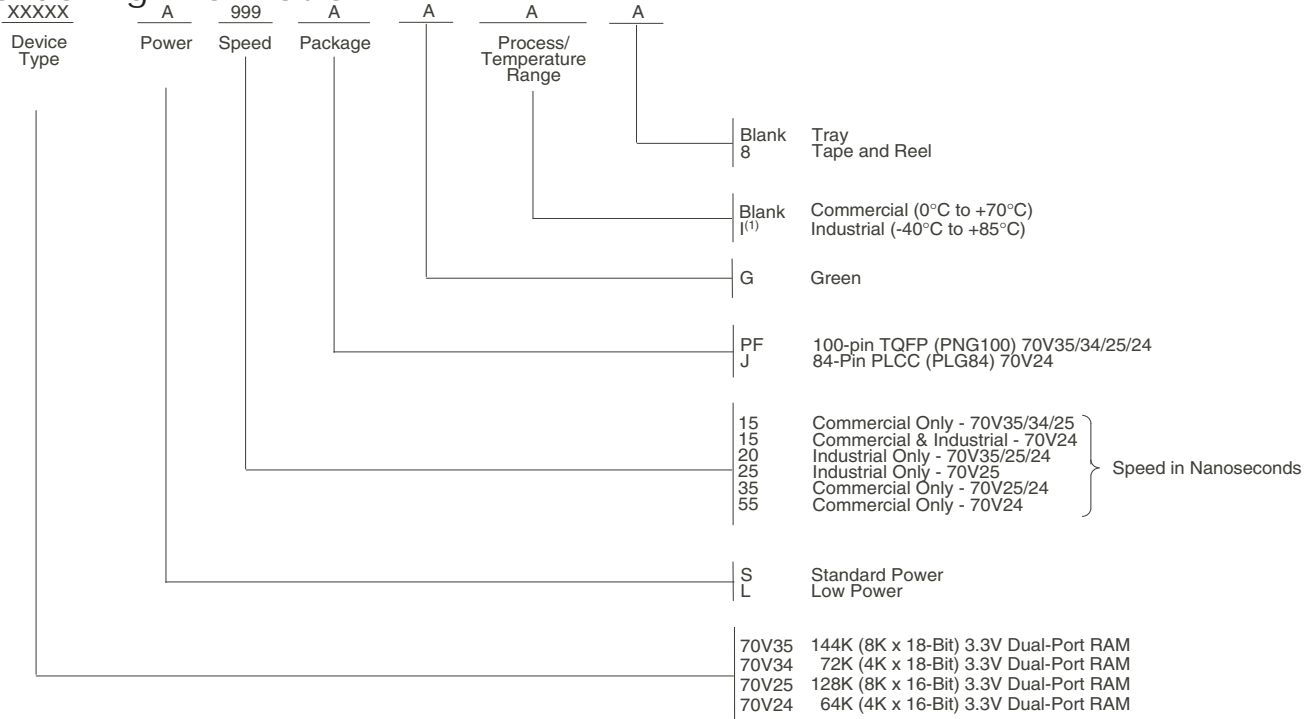 XXXXX A 999 A A A A
Device Type
Power
Speed
Package
Process/
Temperature
Range
Blank Tray
8 Tape and Reel
Blank Commercial (0°C to +70°C)
I(1) Industrial (-40°C to +85°C)
G Green
PF 100-pin TQFP (PNG100) 70V35/34/25/24
J 84-Pin PLCC (PLG84) 70V24
15 Commercial Only - 70V35/34/25
15 Commercial & Industrial - 70V24
20 Industrial Only - 70V35/25/24
25 Industrial Only - 70V25
35 Commercial Only - 70V25/24
55 Commercial Only - 70V24
Speed in Nanoseconds
S Standard Power
L Low Power
70V35 144K (8K x 18-Bit) 3.3V Dual-Port RAM
70V34 72K (4K x 18-Bit) 3.3V Dual-Port RAM
70V25 128K (8K x 16-Bit) 3.3V Dual-Port RAM
70V24 64K (4K x 16-Bit) 3.3V Dual-Port RAM